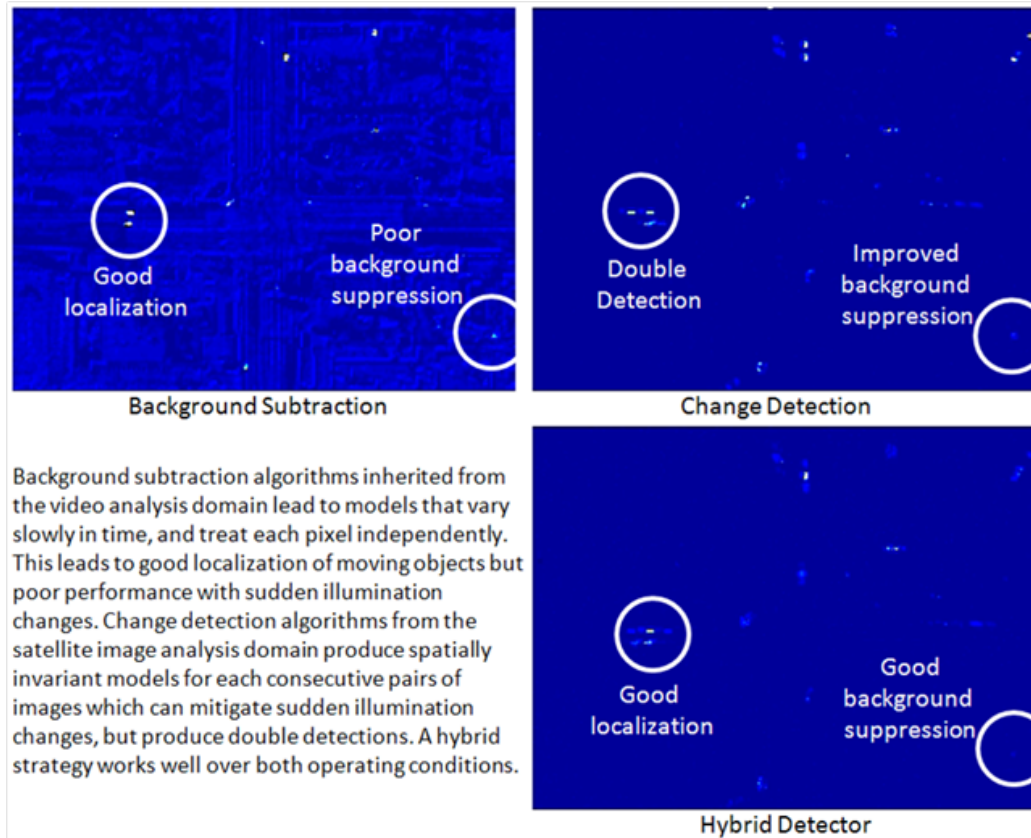 Good
localization
Poor
background
suppression
Background Subtraction
Double
Detection
Improved
background
suppression
Change Detection
Background subtraction algorithms inherited from
the video analysis domain lead to models that vary
slowly in time, and treat each pixel independently.
This leads to good localization of moving objects but
poor performance with sudden illumination
changes. Change detection algorithms from the
satellite image analysis domain produce spatially
invariant models for each consecutive pairs of
images which can mitigate sudden illumination
changes, but produce double detections. A hybrid
strategy works well over both operating conditions.
Good
localization
Good
background
suppression
Hybrid Detector